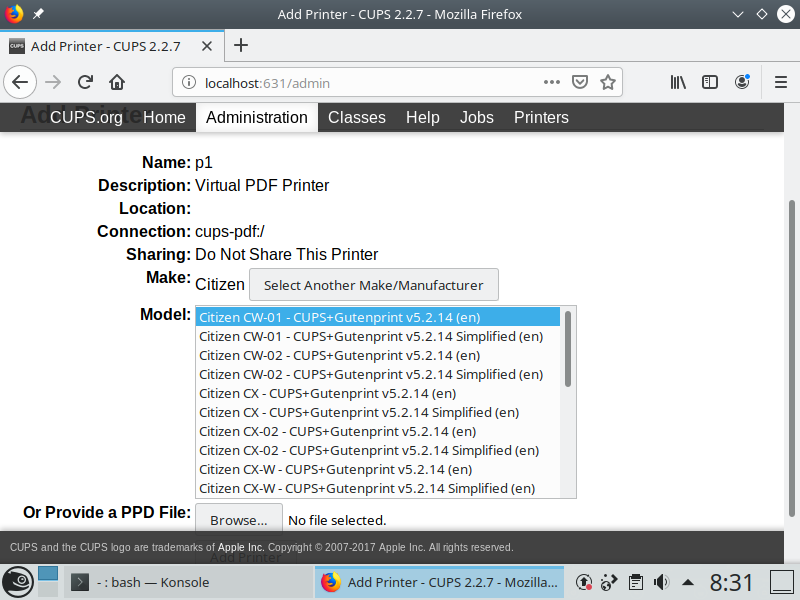 Add Printer - CUPS 2.2.7 - Mozilla Firefox
CUPS Add Printer - CUPS 2.2.7
localhost:631/admin
Add Printer
CUPS.org Home Administration Classes Help Jobs Printers
Name: p1
Description: Virtual PDF Printer
Location:
Connection: cups-pdf:/
Sharing: Do Not Share This Printer
Make: Citizen Select Another Make/Manufacturer
Model:
Citizen CW-01 - CUPS+Gutenprint v5.2.14 (en)
Citizen CW-01 - CUPS+Gutenprint v5.2.14 Simplified (en)
Citizen CW-02 - CUPS+Gutenprint v5.2.14 (en)
Citizen CW-02 - CUPS+Gutenprint v5.2.14 Simplified (en)
Citizen CX - CUPS+Gutenprint v5.2.14 (en)
Citizen CX - CUPS+Gutenprint v5.2.14 Simplified (en)
Citizen CX-02 - CUPS+Gutenprint v5.2.14 (en)
Citizen CX-02 - CUPS+Gutenprint v5.2.14 Simplified (en)
Citizen CX-W - CUPS+Gutenprint v5.2.14 (en)
Citizen CX-W - CUPS+Gutenprint v5.2.14 Simplified (en)
Or Provide a PPD File: Browse... No file selected.
CUPS and the CUPS logo are trademarks of Apple Inc. Copyright © 2007-2017 Apple Inc. All rights reserved.
Add Printer
- : bash — Konsole
Add Printer - CUPS 2.2.7 - Mozilla...
8:31